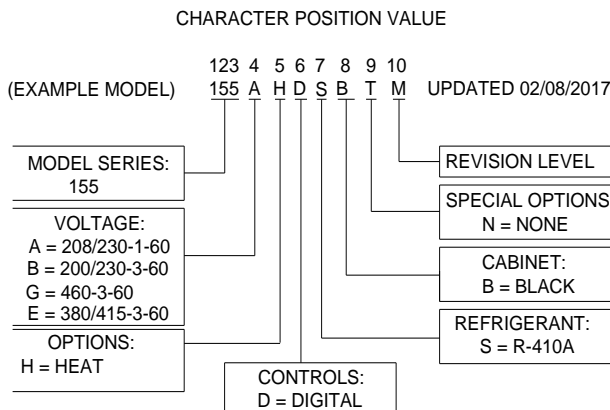 CHARACTER POSITION VALUE
123 4 5 6 7 8 9 10
(EXAMPLE MODEL) 155 A H D S B T M UPDATED 02/08/2017
MODEL SERIES:
155
VOLTAGE:
A = 208/230-1-60
B = 200/230-3-60
G = 460-3-60
E = 380/415-3-60
OPTIONS:
H = HEAT
CONTROLS:
D = DIGITAL
REVISION LEVEL
SPECIAL OPTIONS
N = NONE
CABINET:
B = BLACK
REFRIGERANT:
S = R-410A